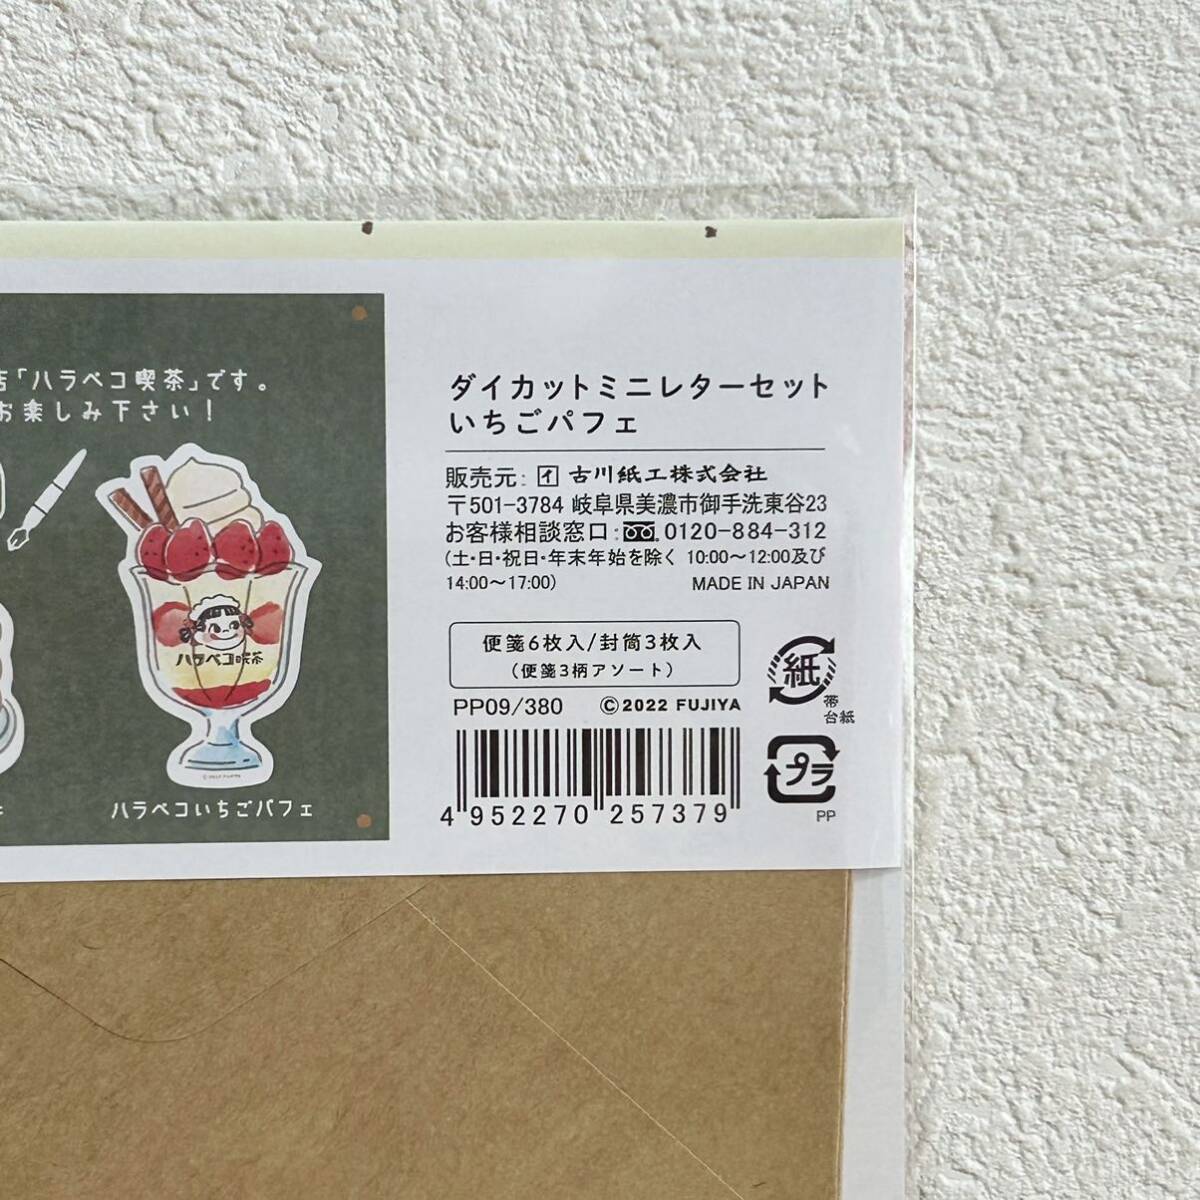 店「ハラペコ喫茶」です。
お楽しみ下さい！
ハラペコ喫茶
ハラペコいちごパフェ
ダイカットミニレターセット
いちごパフェ
販売元: イ 古川紙工株式会社
〒501-3784 岐阜県美濃市御手洗東谷23
お客様相談窓口: 0120-884-312
(土・日・祝日・年末年始を除く 10:00〜12:00及び
14:00〜17:00) MADE IN JAPAN
便箋6枚入/封筒3枚入
(便箋3柄アソート)
PP09/380 ©2022 FUJIYA
4 952270 257379
紙
帯
台紙
プラ
PP